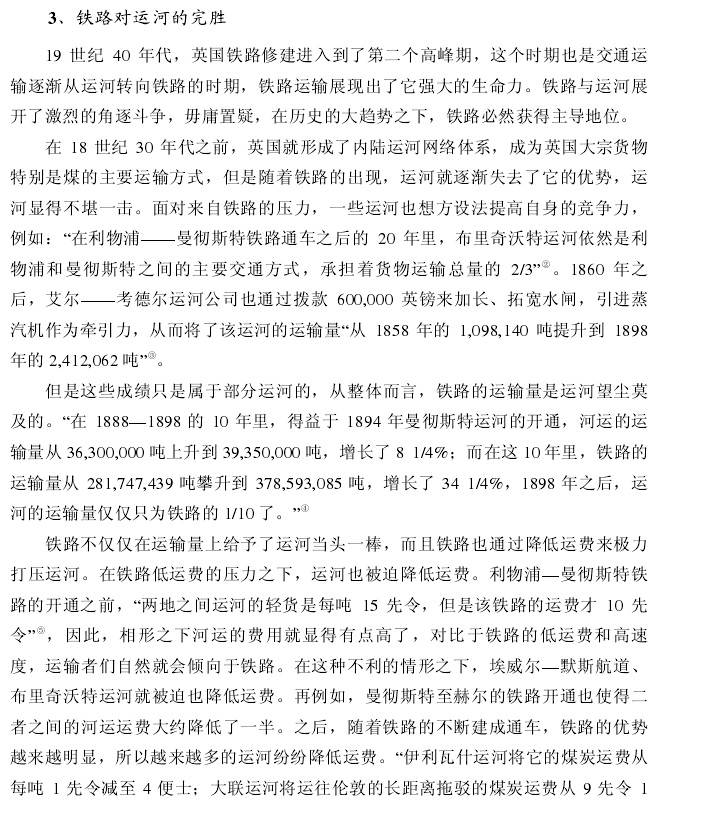 3、铁路对运河的完胜
19 世纪 40 年代，英国铁路修建进入到了第二个高峰期，这个时期也是交通运
输逐渐从运河转向铁路的时期，铁路运输展现出了它强大的生命力。铁路与运河展
开了激烈的角逐斗争，毋庸置疑，在历史的大趋势之下，铁路必然获得主导地位。
在 18 世纪 30 年代之前，英国就形成了内陆运河网络体系，成为英国大宗货物
特别是煤的主要运输方式，但是随着铁路的出现，运河就逐渐失去了它的优势，运
河显得不堪一击。面对来自铁路的压力，一些运河也想方设法提高自身的竞争力，
例如：“在利物浦——曼彻斯特铁路通车之后的 20 年里，布里奇沃特运河依然是利
物浦和曼彻斯特之间的主要交通方式，承担着货物运输总量的 2/3”②。1860 年之
后，艾尔——考德尔运河公司也通过拨款 600,000 英镑来加长、拓宽水闸，引进蒸
汽机作为牵引力，从而将了该运河的运输量“从 1858 年的 1,098,140 吨提升到 1898
年的 2,412,062 吨”③。
但是这些成绩只是属于部分运河的，从整体而言，铁路的运输量是运河望尘莫
及的。“在 1888—1898 的 10 年里，得益于 1894 年曼彻斯特运河的开通，河运的运
输量从 36,300,000 吨上升到 39,350,000 吨，增长了 8 1/4%；而在这 10 年里，铁路的
运输量从 281,747,439 吨攀升到 378,593,085 吨，增长了 34 1/4%，1898 年之后，运
河的运输量仅仅只为铁路的 1/10 了。”④
铁路不仅仅在运输量上给予了运河当头一棒，而且铁路也通过降低运费来极力
打压运河。在铁路低运费的压力之下，运河也被迫降低运费。利物浦—曼彻斯特铁
路的开通之前，“两地之间运河的轻货是每吨 15 先令，但是该铁路的运费才 10 先
令”⑤，因此，相形之下河运的费用就显得有点高了，对比于铁路的低运费和高速
度，运输者们自然就会倾向于铁路。在这种不利的情形之下，埃威尔—默斯航道、
布里奇沃特运河就被迫也降低运费。再例如，曼彻斯特至赫尔的铁路开通也使得二
者之间的河运运费大约降低了一半。之后，随着铁路的不断建成通车，铁路的优势
越来越明显，所以越来越多的运河纷纷降低运费。“伊利瓦什运河将它的煤炭运费从
每吨 1 先令减至 4 便士；大联运河将运往伦敦的长距离拖驳的煤炭运费从 9 先令 1